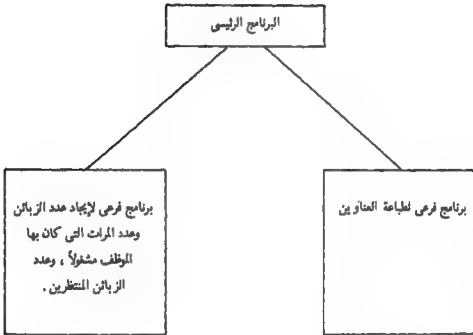 البرنامج الرئيسى
برنامج فرعى لطباعة العناوين
برنامج فرعى لإيجاد عدد الزبائن
وعدد المرات التى كان بها
الموظف مشغولاً ، وعدد
الزبائن المنتظرين .